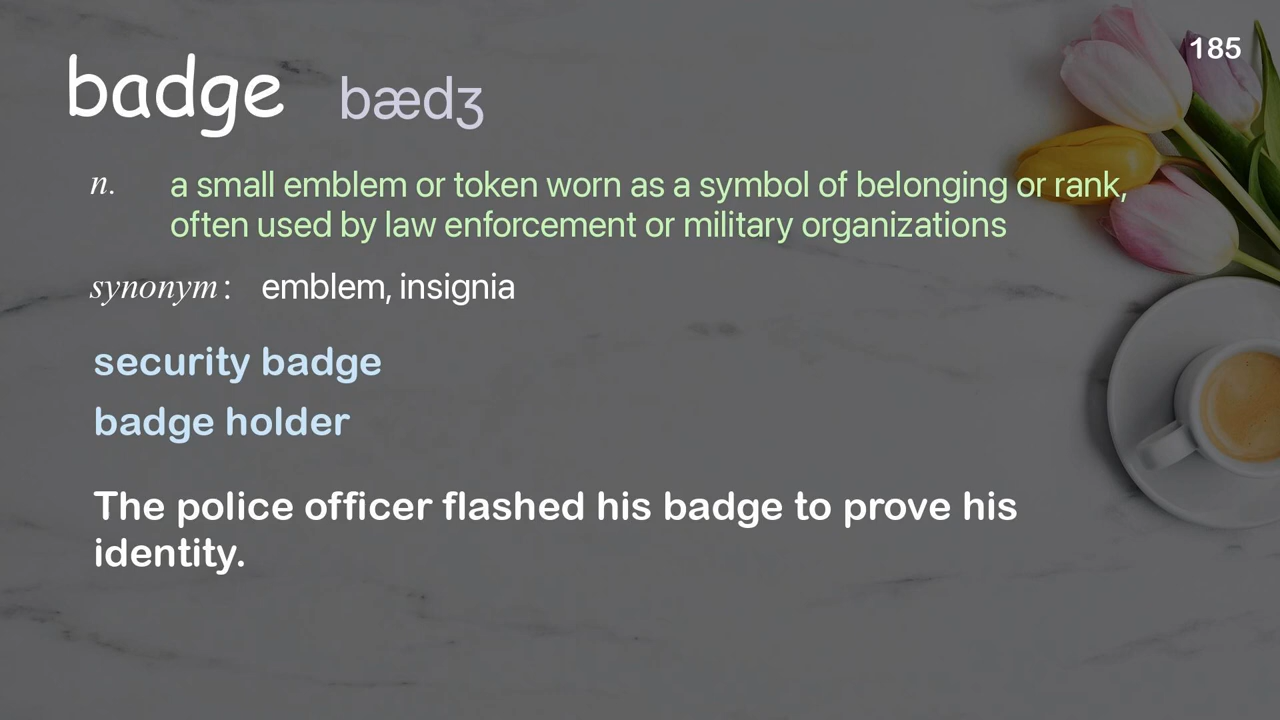 185
badge bædʒ
n. a small emblem or token worn as a symbol of belonging or rank,
often used by law enforcement or military organizations
synonym: emblem, insignia
security badge
badge holder
The police officer flashed his badge to prove his
identity.